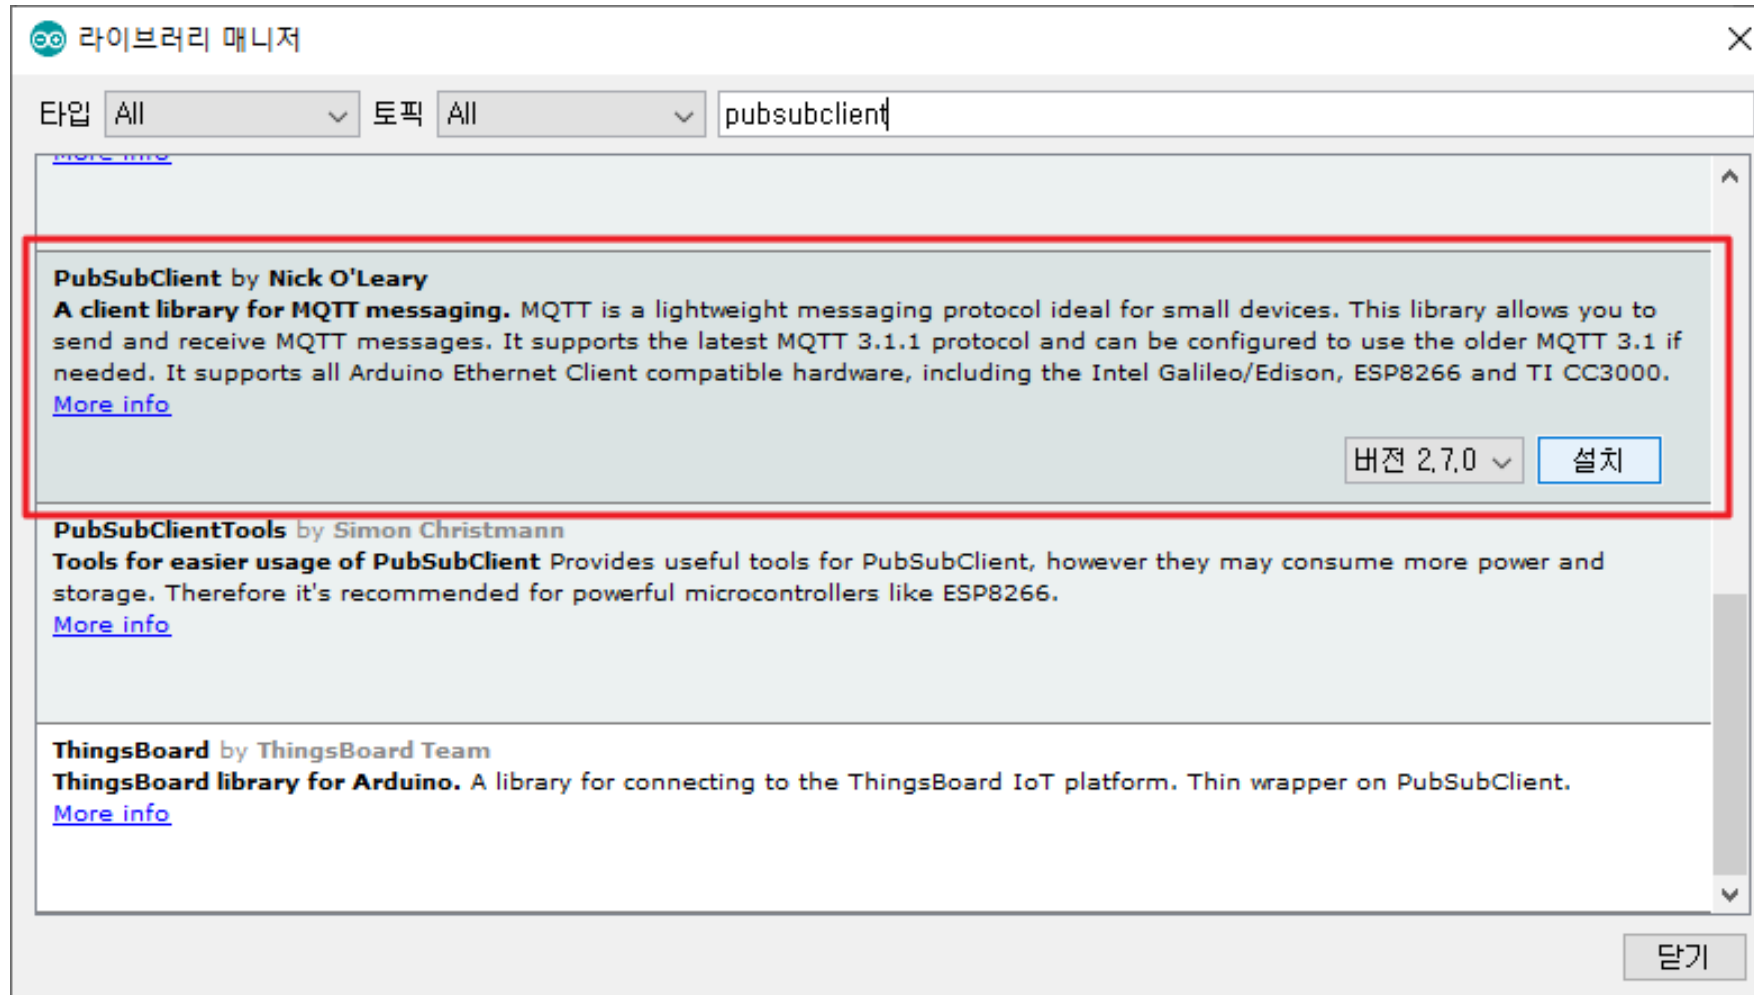 라이브러리 매니저
타입 All 토픽 All pubsubclient
More info
PubSubClient by Nick O'Leary
A client library for MQTT messaging. MQTT is a lightweight messaging protocol ideal for small devices. This library allows you to
send and receive MQTT messages. It supports the latest MQTT 3.1.1 protocol and can be configured to use the older MQTT 3.1 if
needed. It supports all Arduino Ethernet Client compatible hardware, including the Intel Galileo/Edison, ESP8266 and TI CC3000.
More info
버전 2.7.0 설치
PubSubClientTools by Simon Christmann
Tools for easier usage of PubSubClient Provides useful tools for PubSubClient, however they may consume more power and
storage. Therefore it's recommended for powerful microcontrollers like ESP8266.
More info
ThingsBoard by ThingsBoard Team
ThingsBoard library for Arduino. A library for connecting to the ThingsBoard IoT platform. Thin wrapper on PubSubClient.
More info
닫기